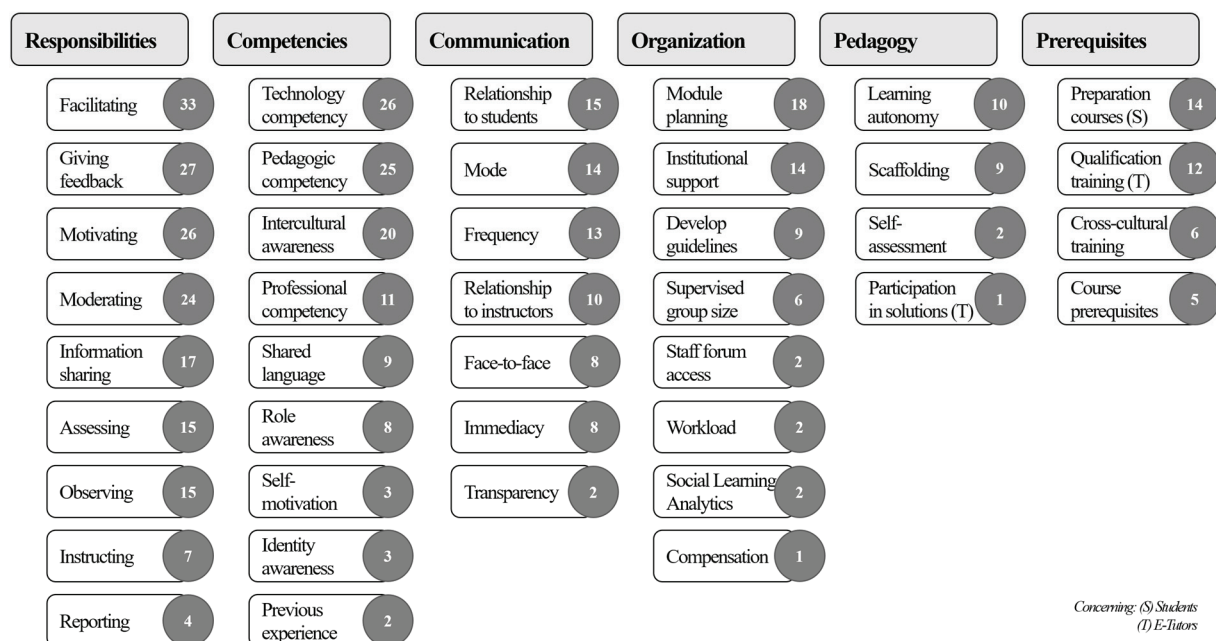 Responsibilities
Facilitating
33
Giving
feedback
27
Motivating
26
Moderating
24
Information
sharing
17
Assessing
15
Observing
15
Instructing
7
Reporting
4
Competencies
Technology
competency
26
Pedagogic
competency
25
Intercultural
awareness
20
Professional
competency
11
Shared
language
9
Role
awareness
8
Self-
motivation
3
Identity
awareness
3
Previous
experience
2
Communication
Relationship
to students
15
Mode
14
Frequency
13
Relationship
to instructors
10
Face-to-face
8
Immediacy
8
Transparency
2
Organization
Module
planning
18
Institutional
support
14
Develop
guidelines
9
Supervised
group size
6
Staff forum
access
2
Workload
2
Social Learning
Analytics
2
Compensation
1
Pedagogy
Learning
autonomy
10
Scaffolding
9
Self-
assessment
2
Participation
in solutions (T)
1
Prerequisites
Preparation
courses (S)
14
Qualification
training (T)
12
Cross-cultural
training
6
Course
prerequisites
5
Concerning: (S) Students
(T) E-Tutors